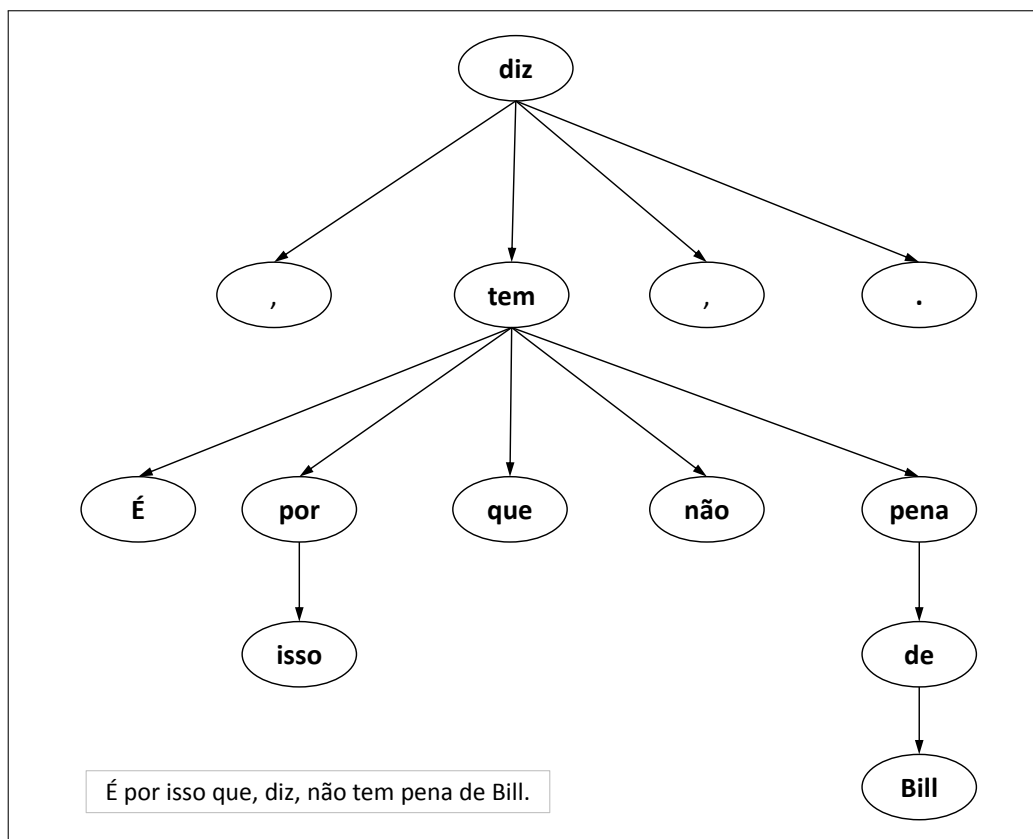 diz
, tem , .
É por que não pena
isso de
Bill
É por isso que, diz, não tem pena de Bill.